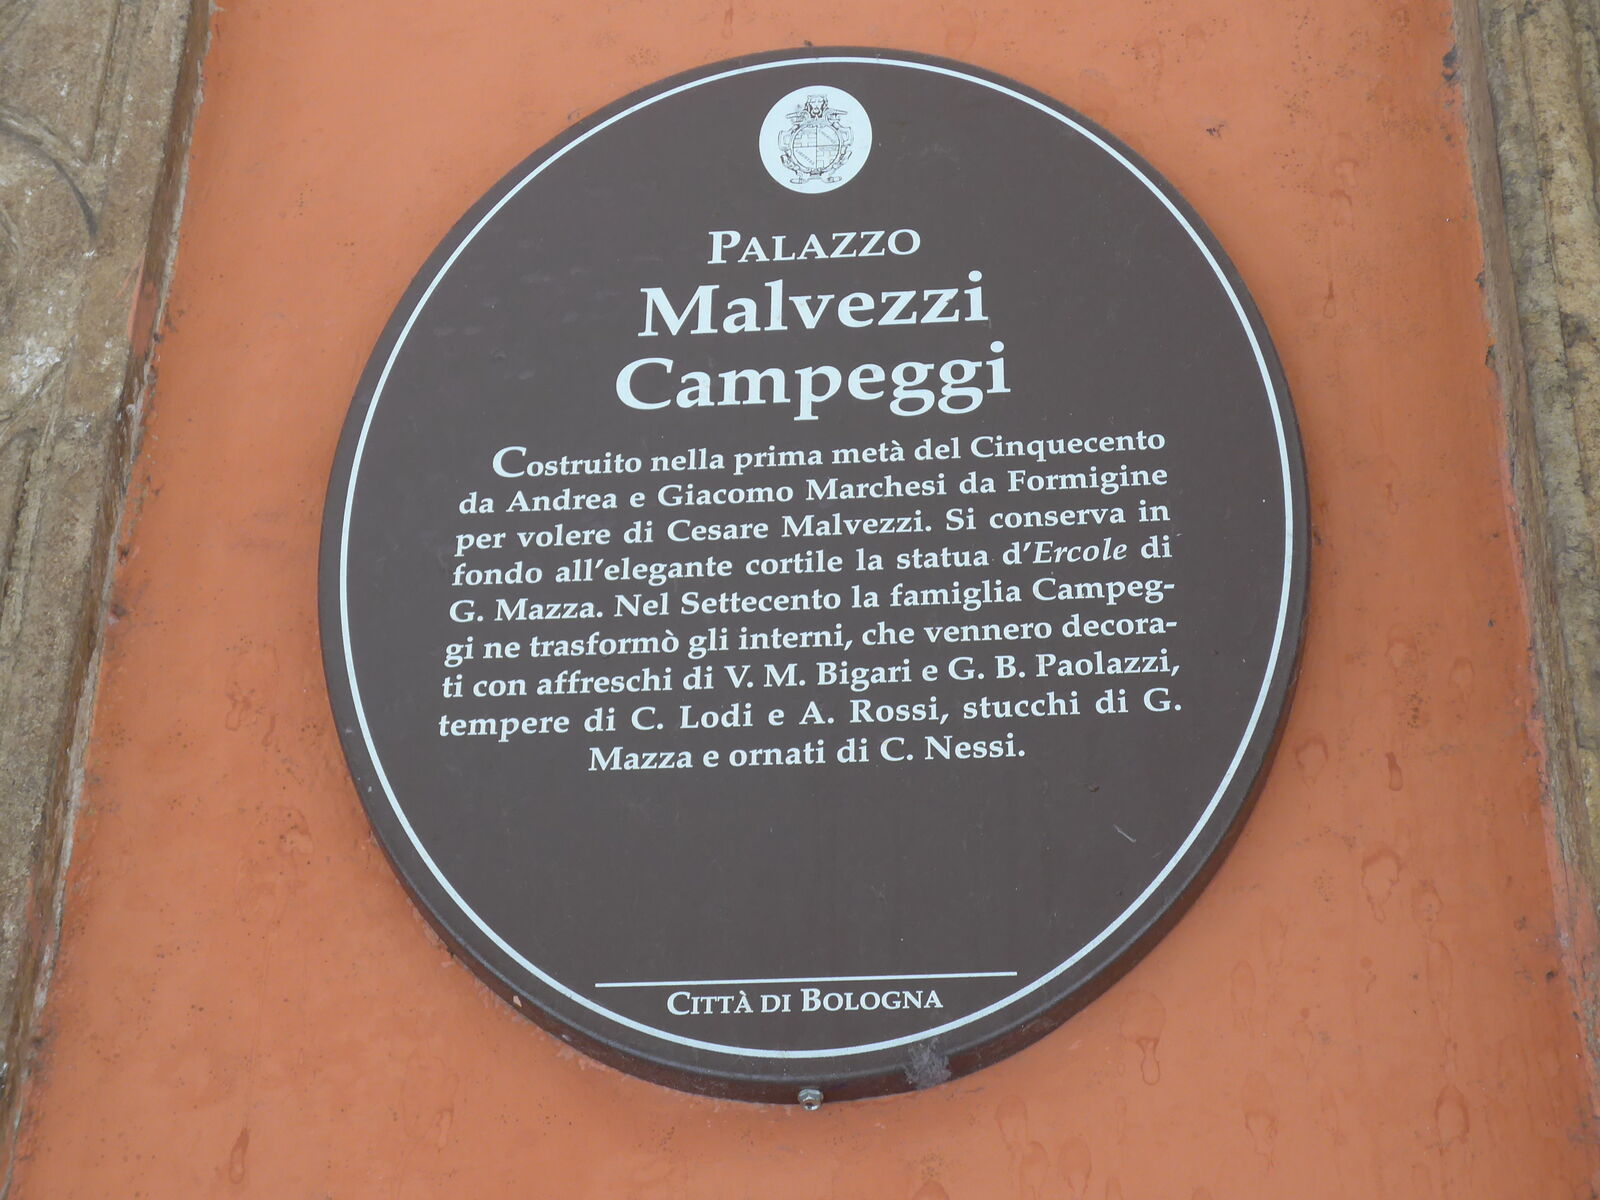 PALAZZO
Malvezzi
Campeggi
Costruito nella prima metà del Cinquecento
da Andrea e Giacomo Marchesi da Formigine
per volere di Cesare Malvezzi. Si conserva in
fondo all'elegante cortile la statua d'Ercole di
G. Mazza. Nel Settecento la famiglia Campeg-
gi ne trasformò gli interni, che vennero decora-
ti con affreschi di V. M. Bigari e G. B. Paolazzi,
tempere di C. Lodi e A. Rossi, stucchi di G.
Mazza e ornati di C. Nessi.
CITTÀ DI BOLOGNA